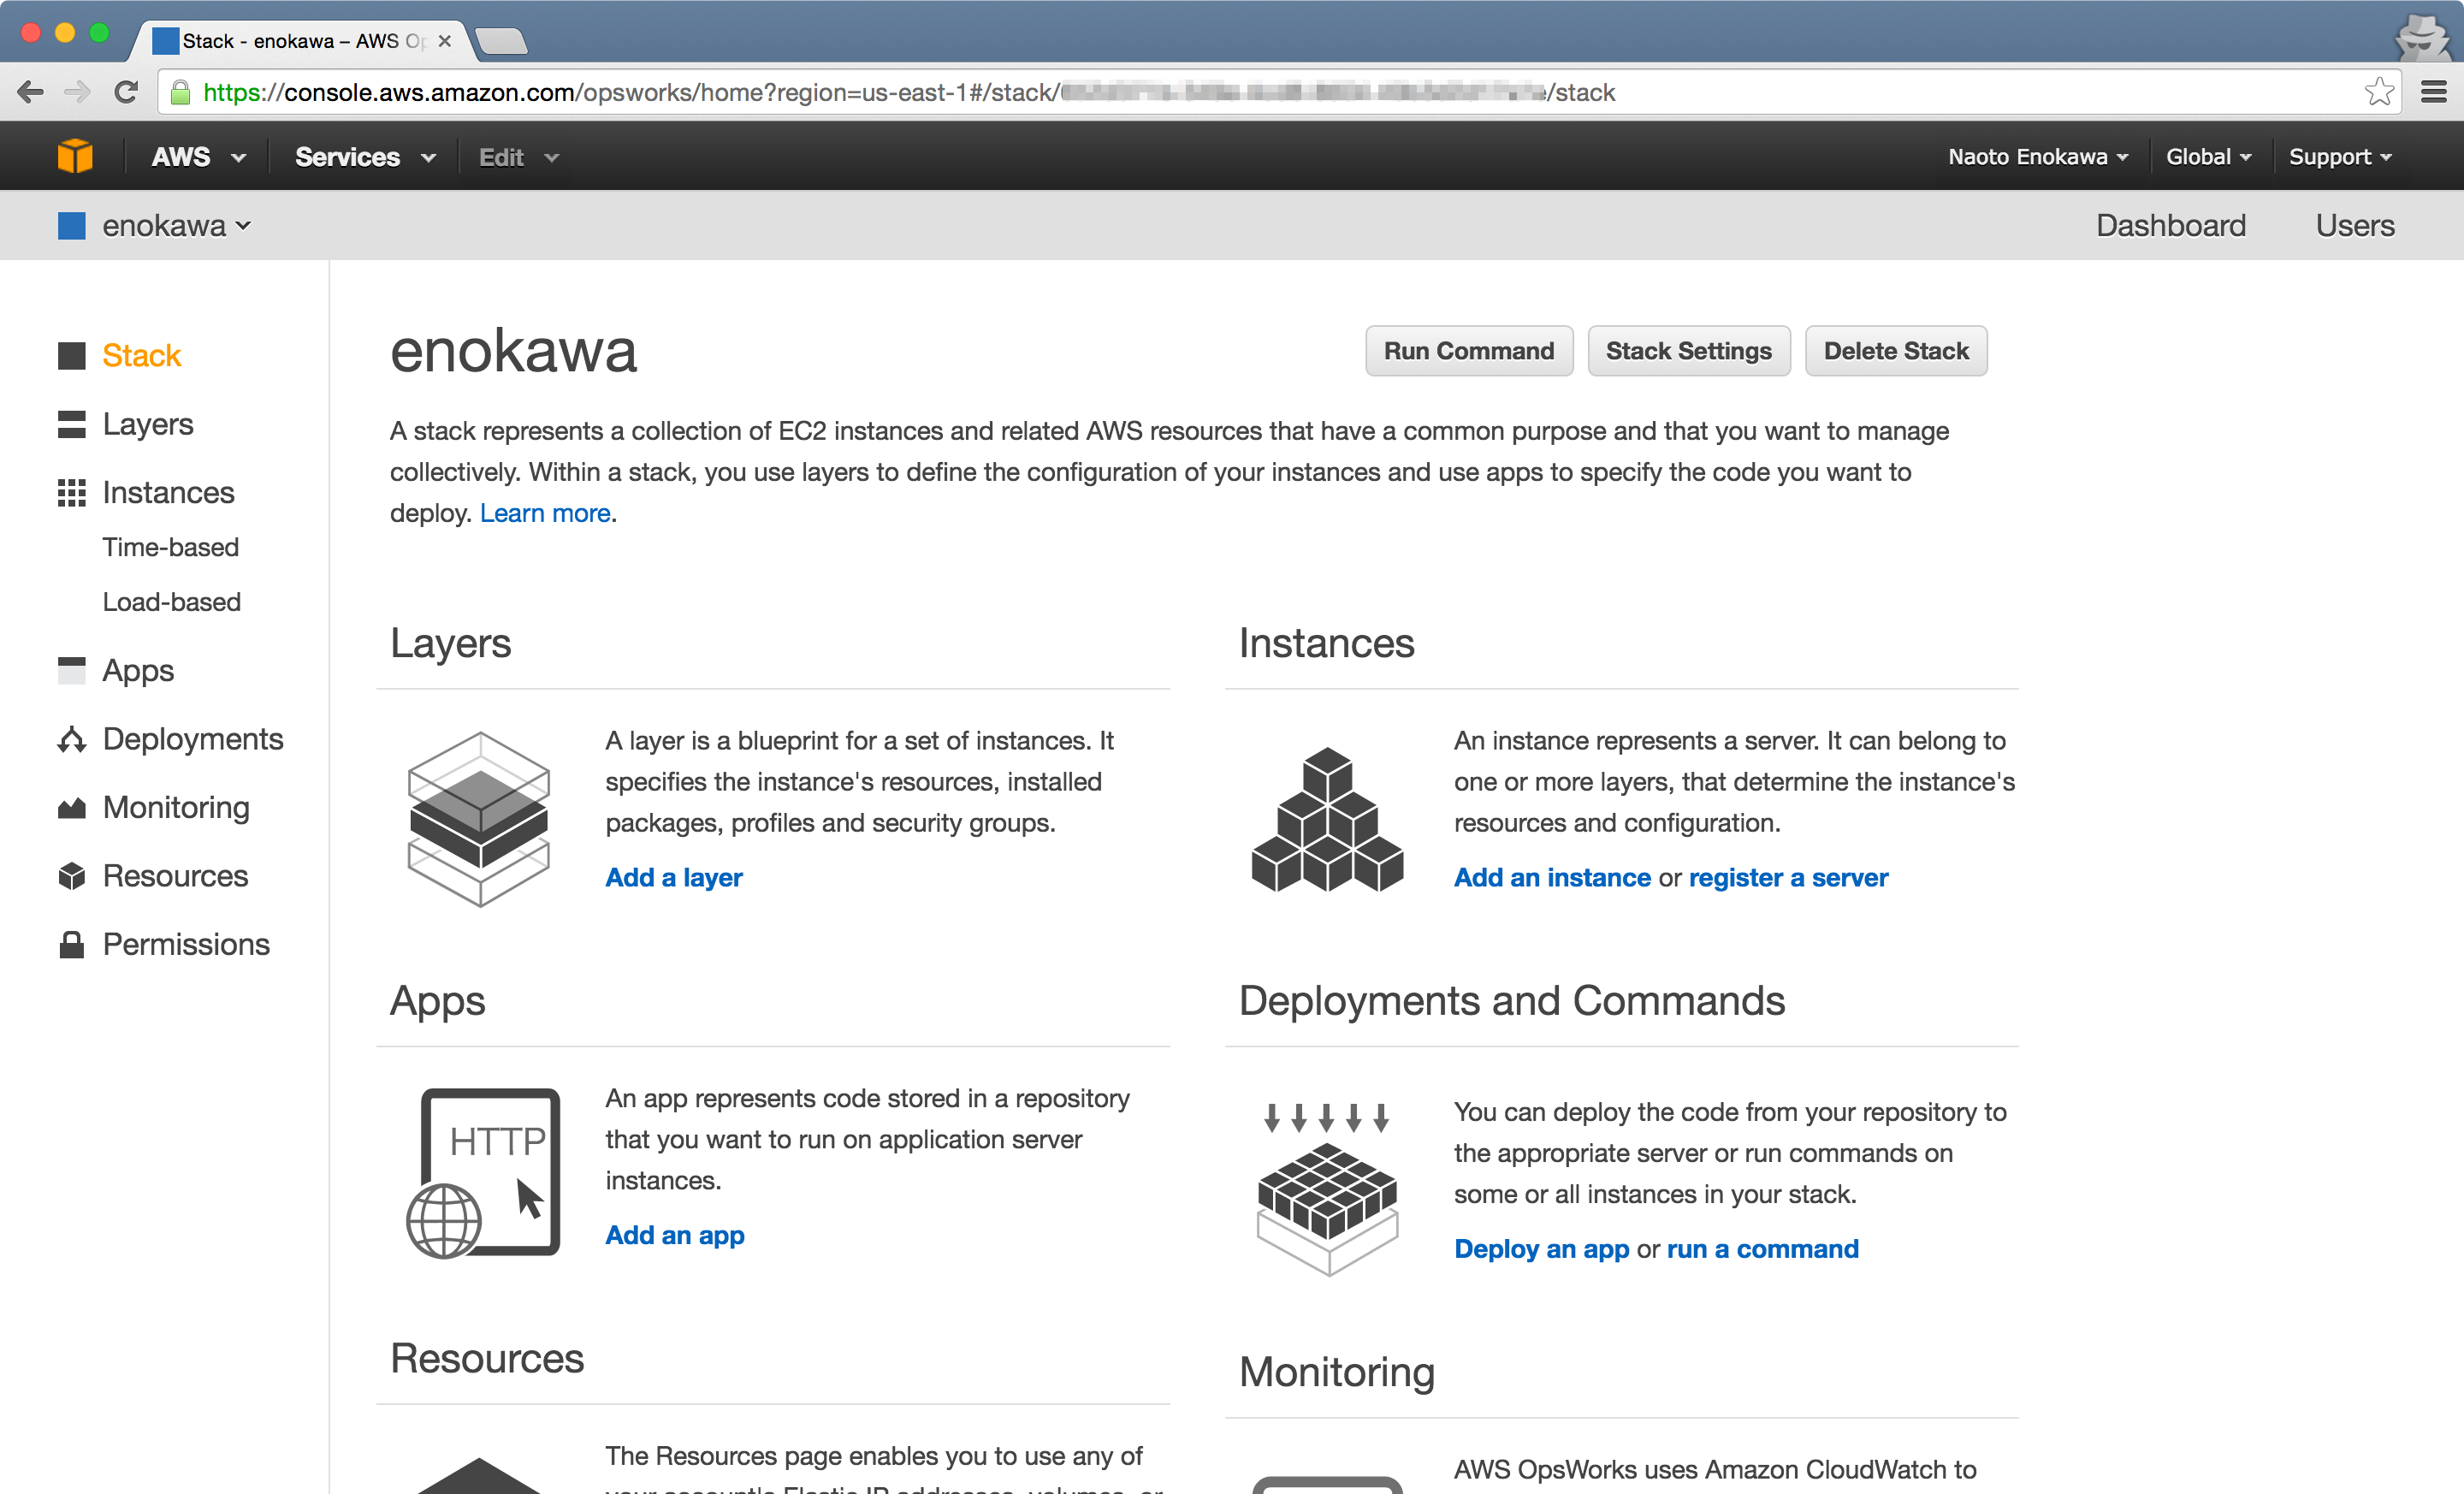 Stack - enokawa – AWS Op
https://console.aws.amazon.com/opsworks/home?region=us-east-1#/stack/ /stack
AWS Services Edit Naoto Enokawa Global Support
enokawa Dashboard Users
Stack
Layers
Instances
Time-based
Load-based
Apps
Deployments
Monitoring
Resources
Permissions
enokawa
Run Command Stack Settings Delete Stack
A stack represents a collection of EC2 instances and related AWS resources that have a common purpose and that you want to manage
collectively. Within a stack, you use layers to define the configuration of your instances and use apps to specify the code you want to
deploy. Learn more.
Layers
A layer is a blueprint for a set of instances. It
specifies the instance's resources, installed
packages, profiles and security groups.
Add a layer
Instances
An instance represents a server. It can belong to
one or more layers, that determine the instance's
resources and configuration.
Add an instance or register a server
Apps
HTTP
An app represents code stored in a repository
that you want to run on application server
instances.
Add an app
Deployments and Commands
You can deploy the code from your repository to
the appropriate server or run commands on
some or all instances in your stack.
Deploy an app or run a command
Resources
The Resources page enables you to use any of
your account's Elastic IP addresses, volumes, or
Monitoring
AWS OpsWorks uses Amazon CloudWatch to